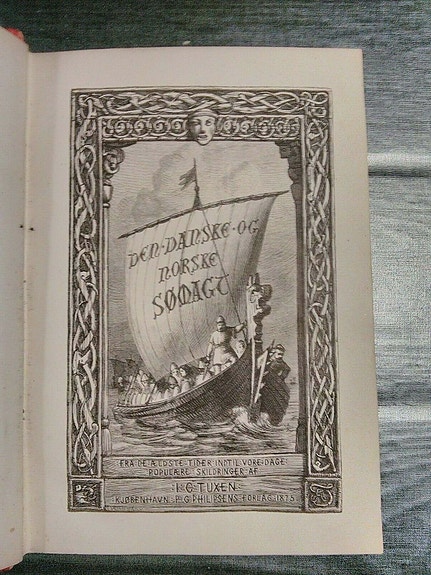 DEN·DANSKE·OG
NORSKE
SØMAGT
FRA DE ÆLDSTE·TIDER INDTIL·VORE·DAGE·
POPULÆRE SKILDRINGER AF
I·C·TUXEN
KJØBENHAVN P·G·PHILIPSENS·FORLAG·1875